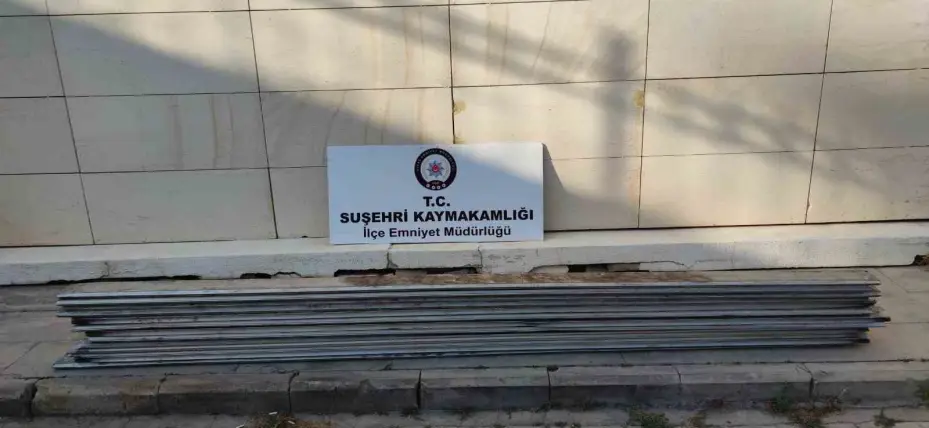 T.C.
SUŞEHRİ KAYMAKAMLIĞI
İlçe Emniyet Müdürlüğü